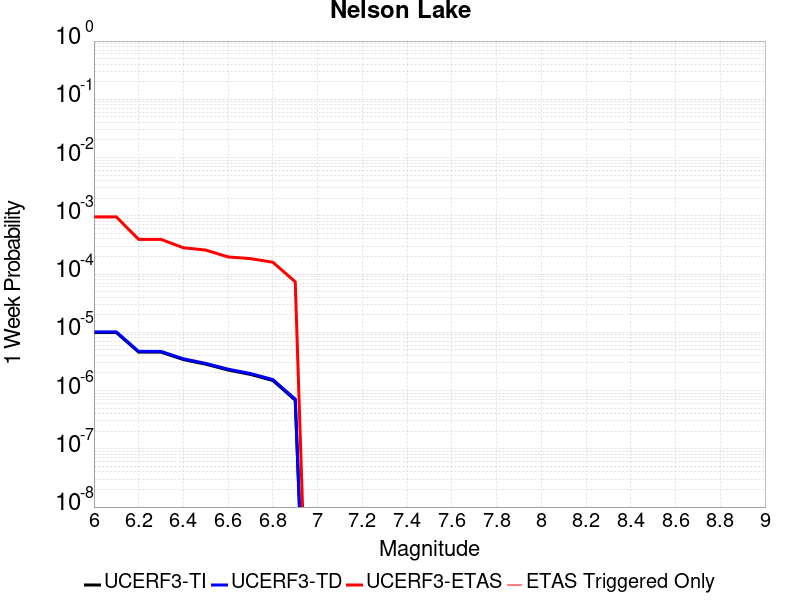 Nelson Lake
1 Week Probability
10^0
10^-1
10^-2
10^-3
10^-4
10^-5
10^-6
10^-7
10^-8
6 6.2 6.4 6.6 6.8 7 7.2 7.4 7.6 7.8 8 8.2 8.4 8.6 8.8 9
Magnitude
UCERF3-TI UCERF3-TD UCERF3-ETAS ETAS Triggered Only